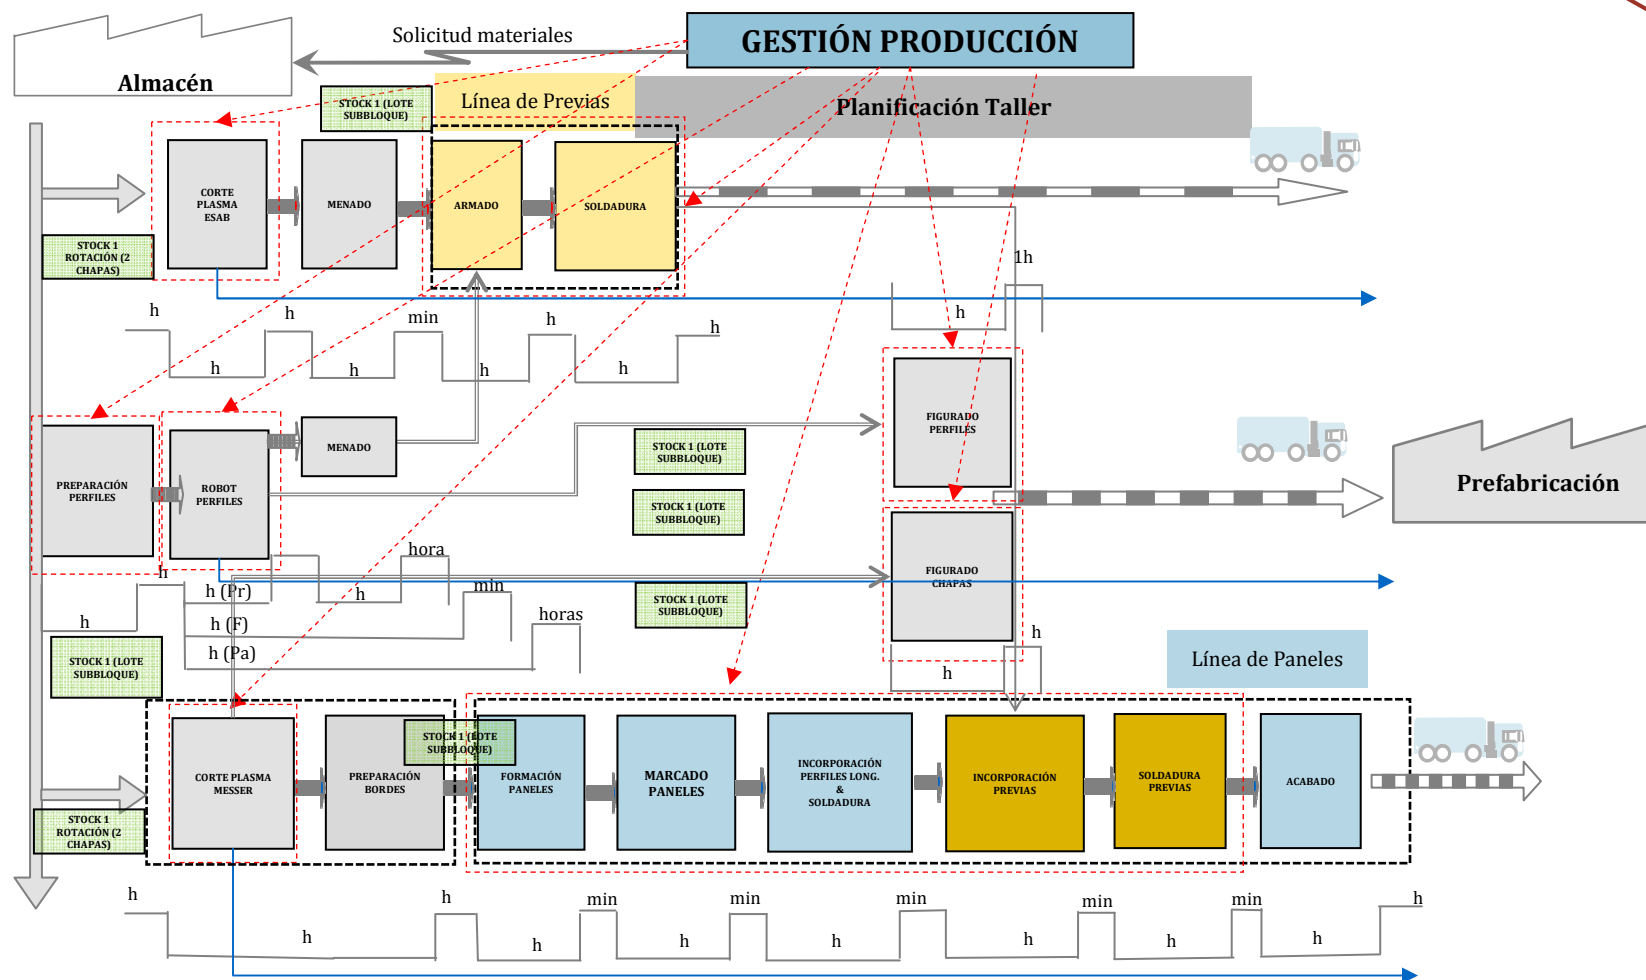 Solicitud materiales
GESTIÓN PRODUCCIÓN
Almacén
STOCK 1 (LOTE
SUBBLOQUE)
Línea de Previas
Planificación Taller
CORTE
PLASMA
ESAB
MENADO
ARMADO
SOLDADURA
STOCK 1
ROTACIÓN (2
CHAPAS)
1h
h
h
min
h
h
h
h
h
h
h
h
FIGURADO
PERFILES
MENADO
PREPARACIÓN
PERFILES
ROBOT
PERFILES
STOCK 1 (LOTE
SUBBLOQUE)
STOCK 1 (LOTE
SUBBLOQUE)
Prefabricación
hora
h
h (Pr)
h
min
FIGURADO
CHAPAS
STOCK 1 (LOTE
SUBBLOQUE)
h
h (F)
horas
h (Pa)
h
h
STOCK 1 (LOTE
SUBBLOQUE)
Línea de Paneles
STOCK 1 (LOTE
SUBBLOQUE)
CORTE PLASMA
MESSER
PREPARACIÓN
BORDES
FORMACIÓN
PANELES
MARCADO
PANELES
INCORPORACIÓN
PERFILES LONG.
&
SOLDADURA
INCORPORACIÓN
PREVIAS
SOLDADURA
PREVIAS
ACABADO
STOCK 1
ROTACIÓN (2
CHAPAS)
h
h
min
min
min
min
min
h
h
h
h
h
h
h
h